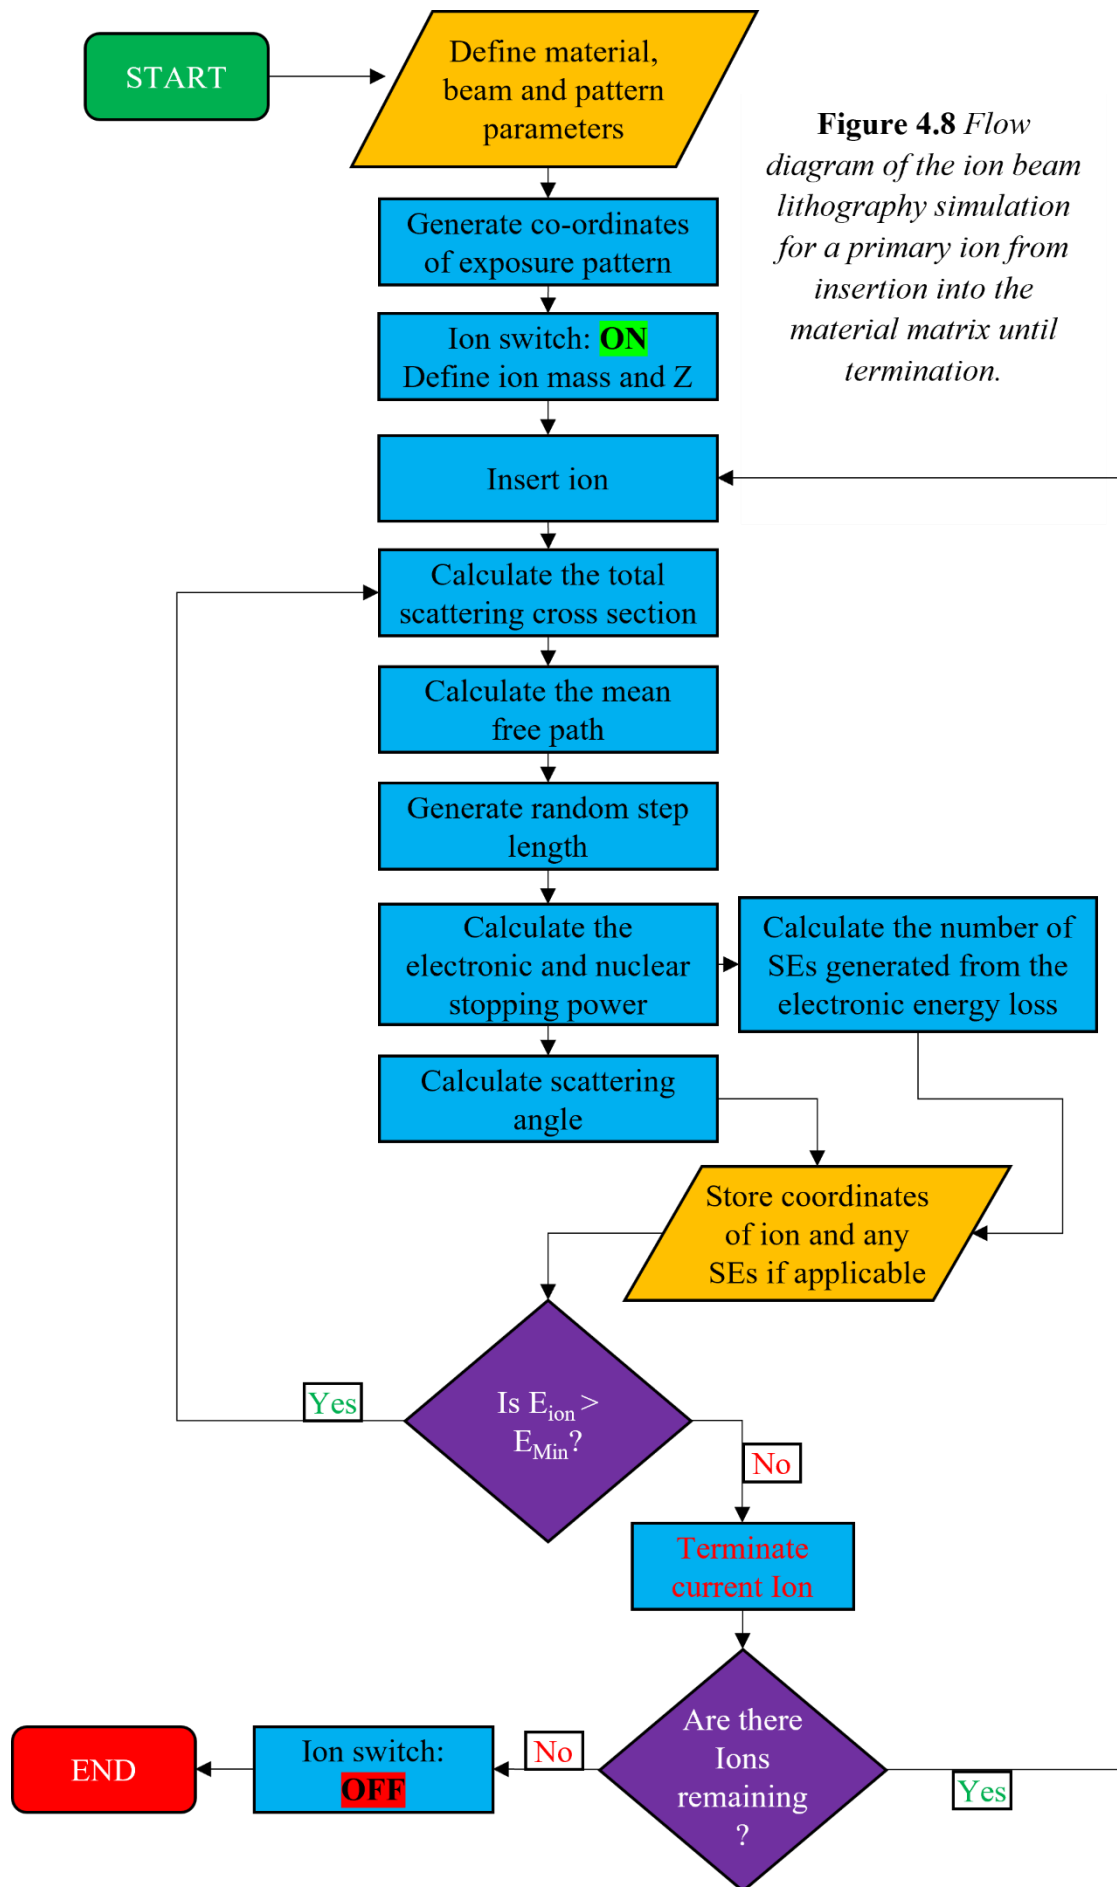 START
Define material,
beam and pattern
parameters
Figure 4.8 Flow
diagram of the ion beam
lithography simulation
for a primary ion from
insertion into the
material matrix until
termination.
Generate co-ordinates
of exposure pattern
Ion switch: ON
Define ion mass and Z
Insert ion
Calculate the total
scattering cross section
Calculate the mean
free path
Generate random step
length
Calculate the
electronic and nuclear
stopping power
Calculate the number of
SEs generated from the
electronic energy loss
Calculate scattering
angle
Store coordinates
of ion and any
SEs if applicable
Yes
Is Eion >
EMin?
No
Terminate
current Ion
Are there
Ions
remaining
?
No
Yes
Ion switch:
OFF
END